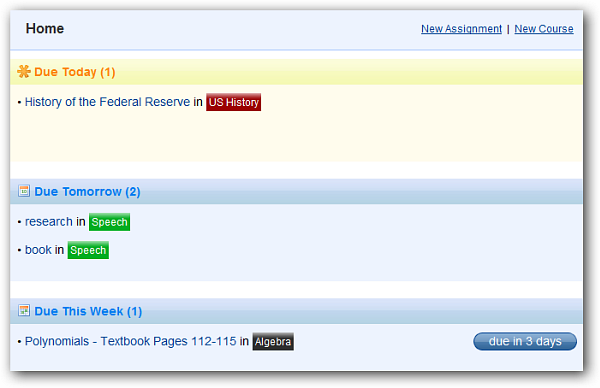 Home
New Assignment | New Course
Due Today (1)
• History of the Federal Reserve in US History
Due Tomorrow (2)
• research in Speech
• book in Speech
Due This Week (1)
• Polynomials - Textbook Pages 112-115 in Algebra due in 3 days